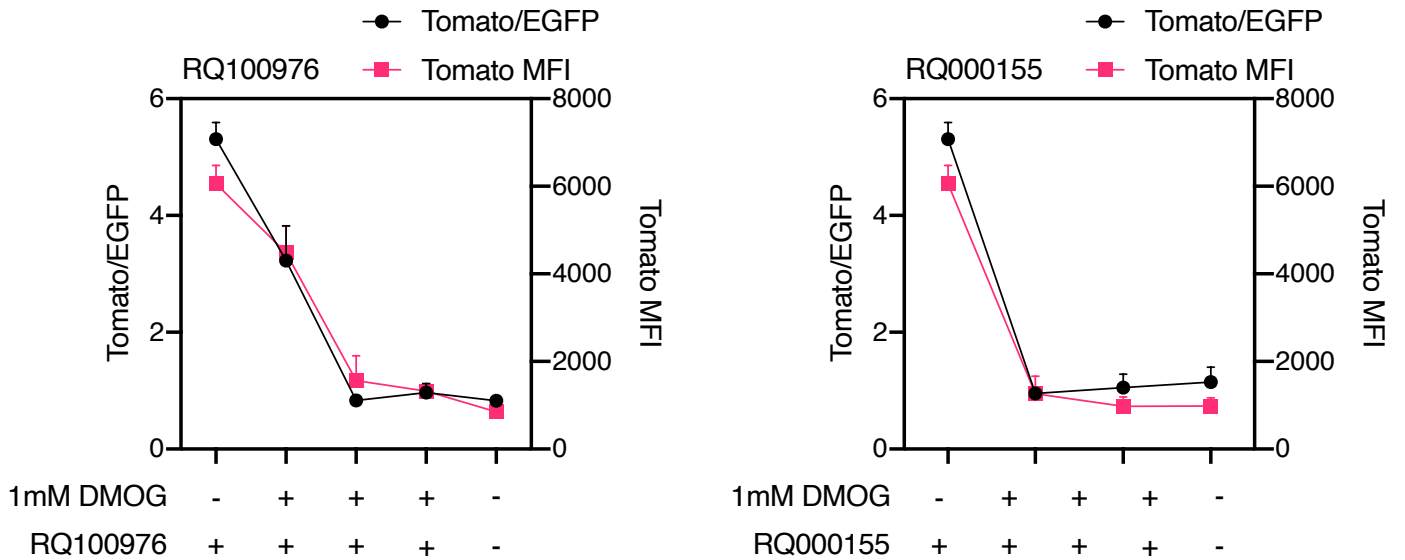 Tomato/EGFP
RQ100976 Tomato MFI
6 8000
6000
4
4000
2
2000
0 0
Tomato/EGFP
Tomato MFI
1mM DMOG - + + + -
RQ100976 + + + + -
Tomato/EGFP
RQ000155 Tomato MFI
6 8000
6000
4
4000
2
2000
0 0
Tomato/EGFP
Tomato MFI
1mM DMOG - + + + -
RQ000155 + + + + -